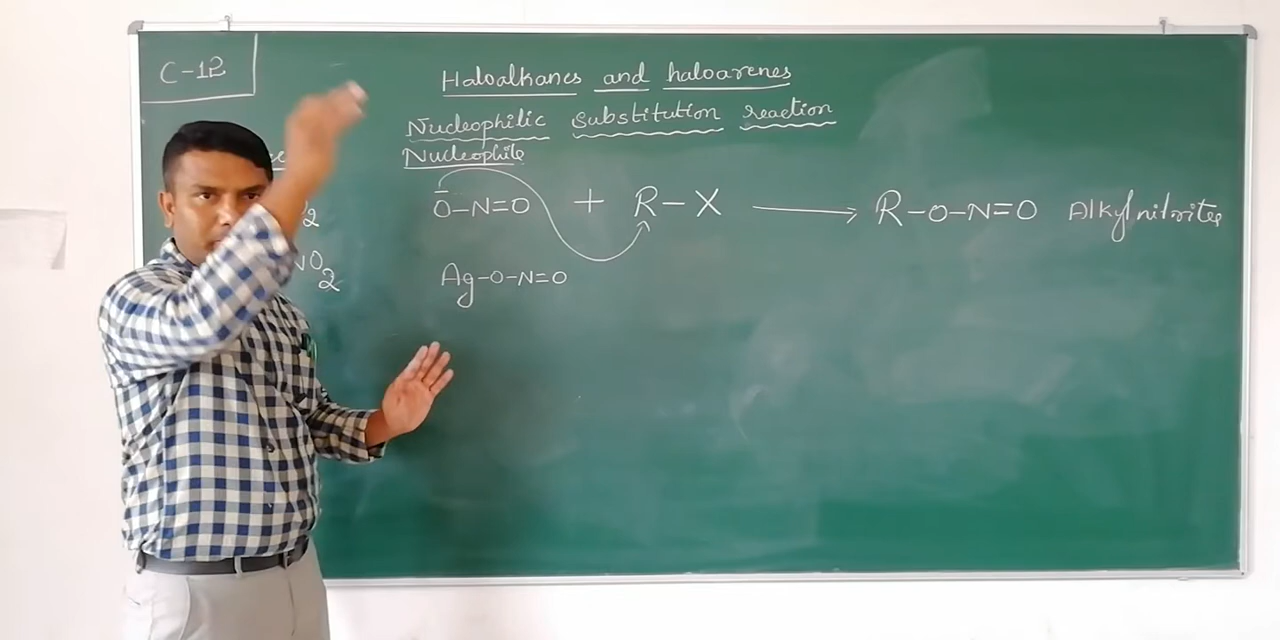 C-12
Haloalkanes and haloarenes
Nucleophilic Substitution reaction
Nucleophile
Ō-N=O + R-X ⟶ R-O-N=O Alkylnitrites
Ag-O-N=O